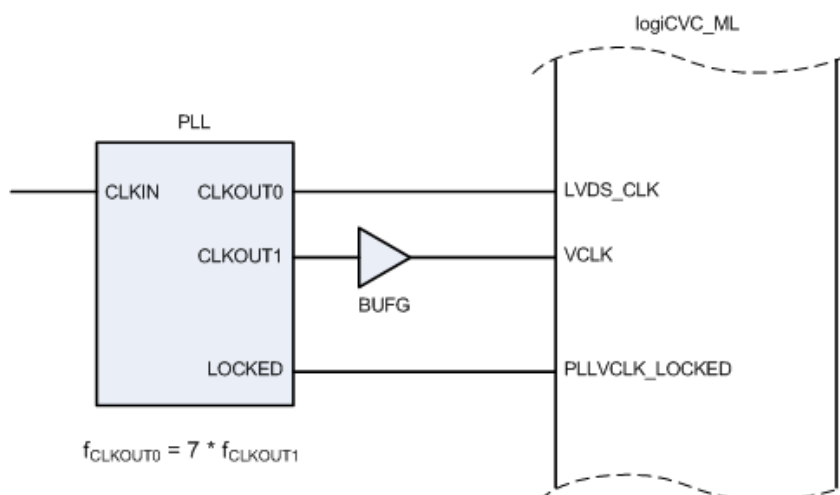 logiCVC_ML
PLL
CLKIN
CLKOUT0
LVDS_CLK
CLKOUT1
VCLK
BUFG
LOCKED
PLLVCLK_LOCKED
fCLKOUT0 = 7 * fCLKOUT1